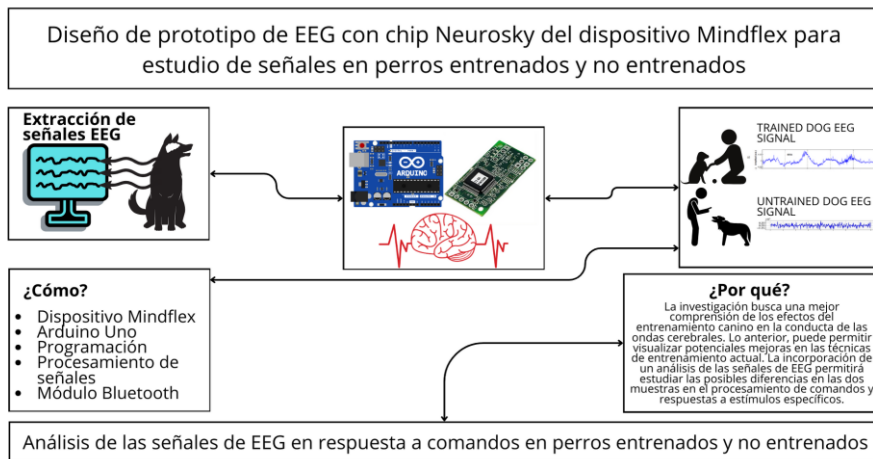 Diseño de prototipo de EEG con chip Neurosky del dispositivo Mindflex para
estudio de señales en perros entrenados y no entrenados
Extracción de
señales EEG
ARDUINO
TRAINED DOG EEG
SIGNAL
UNTRAINED DOG EEG
SIGNAL
¿Cómo?
• Dispositivo Mindflex
• Arduino Uno
• Programación
• Procesamiento de
señales
• Módulo Bluetooth
¿Por qué?
La investigación busca una mejor
comprensión de los efectos del
entrenamiento canino en la conducta de las
ondas cerebrales. Lo anterior, puede permitir
visualizar potenciales mejoras en las técnicas
de entrenamiento actual. La incorporación de
un análisis de las señales de EEG permitirá
estudiar las posibles diferencias en las dos
muestras en el procesamiento de comandos y
respuestas a estímulos específicos.
Análisis de las señales de EEG en respuesta a comandos en perros entrenados y no entrenados